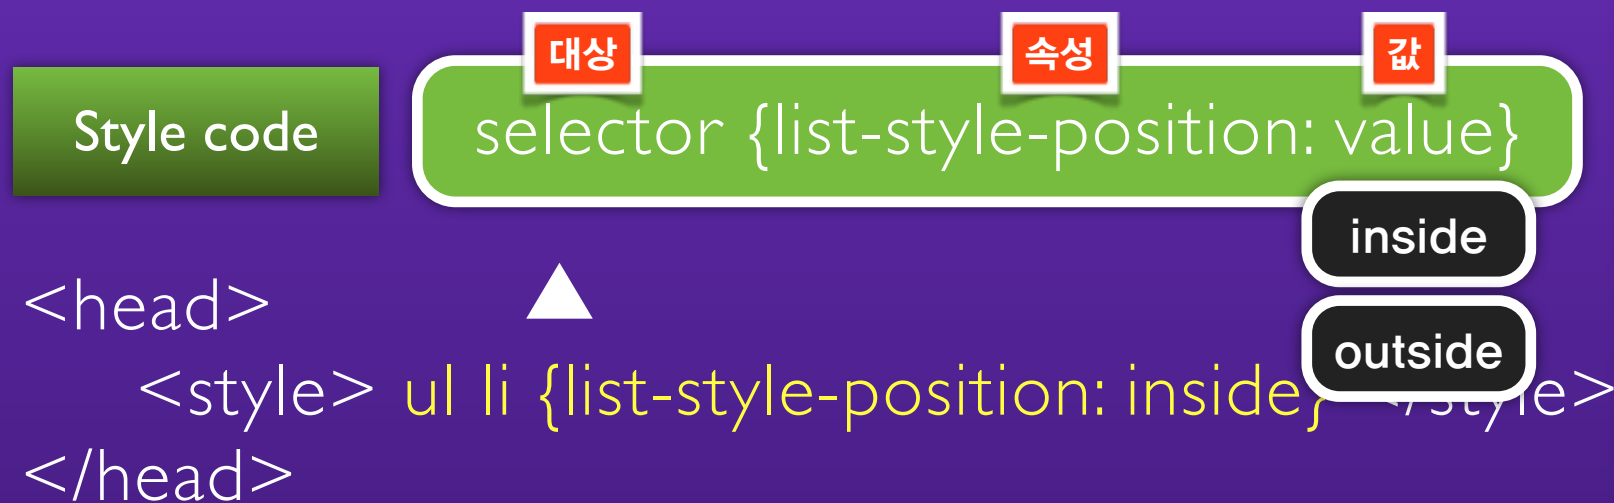 대상 속성 값
Style code
selector {list-style-position: value}
inside
outside
<head>
<style> ul li {list-style-position: inside} </style>
</head>